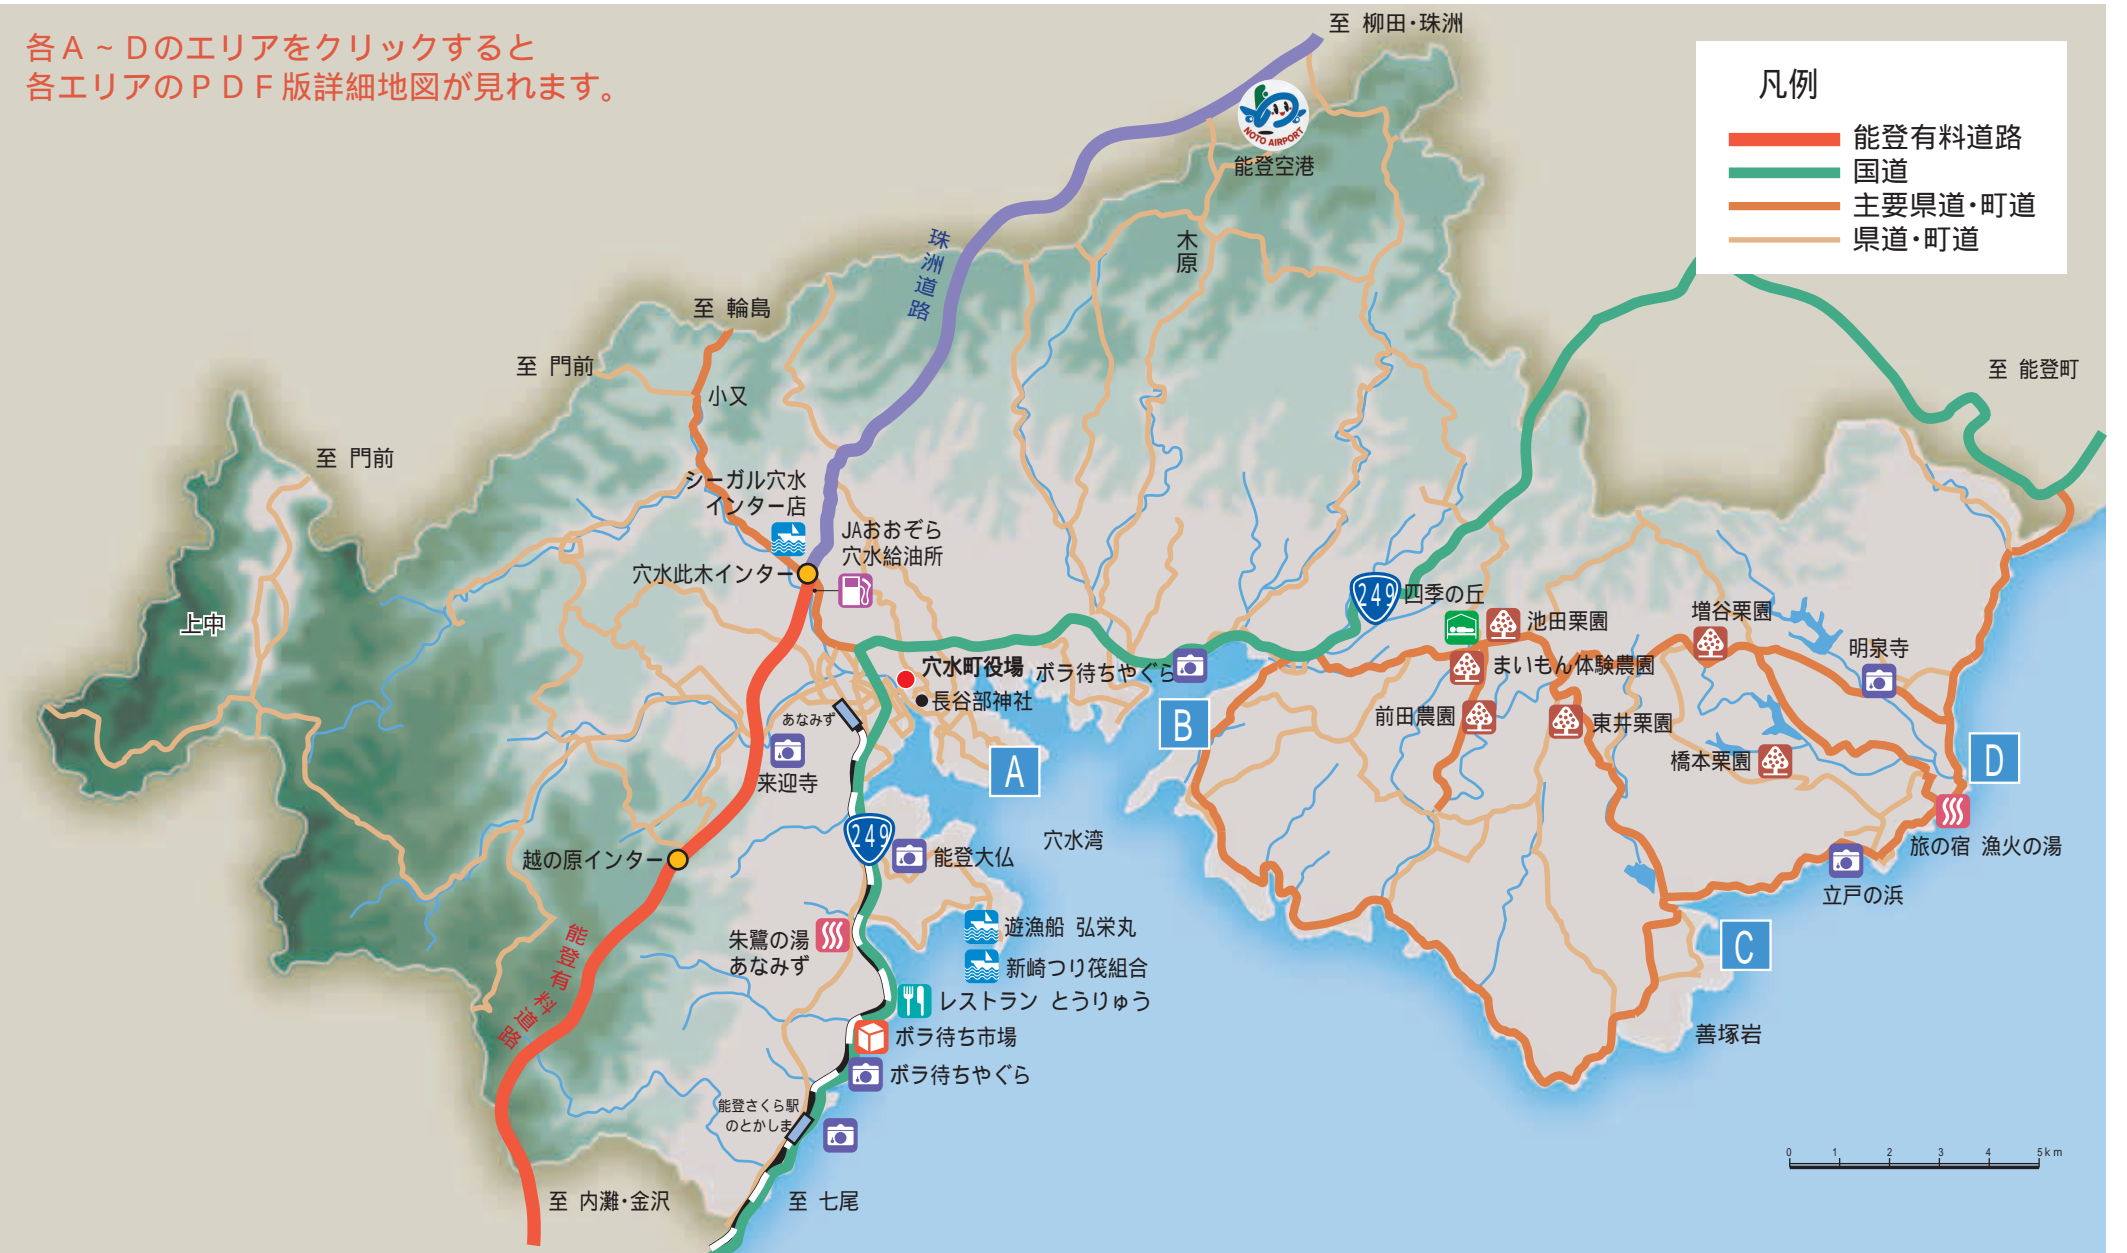 各A～Dのエリアをクリックすると
各エリアのPDF版詳細地図が見れます。
至 柳田・珠洲
凡例
能登有料道路
国道
主要県道・町道
県道・町道
NOTO AIRPORT
能登空港
木原
珠洲道路
至 輪島
至 門前
小又
至 能登町
至 門前
シーガル穴水
インター店
JAおおぞら
穴水給油所
穴水此木インター
上中
249
四季の丘
池田栗園
増谷栗園
明泉寺
まいもん体験農園
穴水町役場
長谷部神社
ボラ待ちやぐら
前田農園
東井栗園
橋本栗園
あなみず
来迎寺
A
B
D
249
能登大仏
穴水湾
越の原インター
旅の宿 漁火の湯
立戸の浜
遊漁船 弘栄丸
新崎つり筏組合
朱鷺の湯
あなみず
C
能登有料道路
レストラン とうりゅう
ボラ待ち市場
ボラ待ちやぐら
善塚岩
能登さくら駅
のとかしま
0 1 2 3 4 5km
至 内灘・金沢
至 七尾